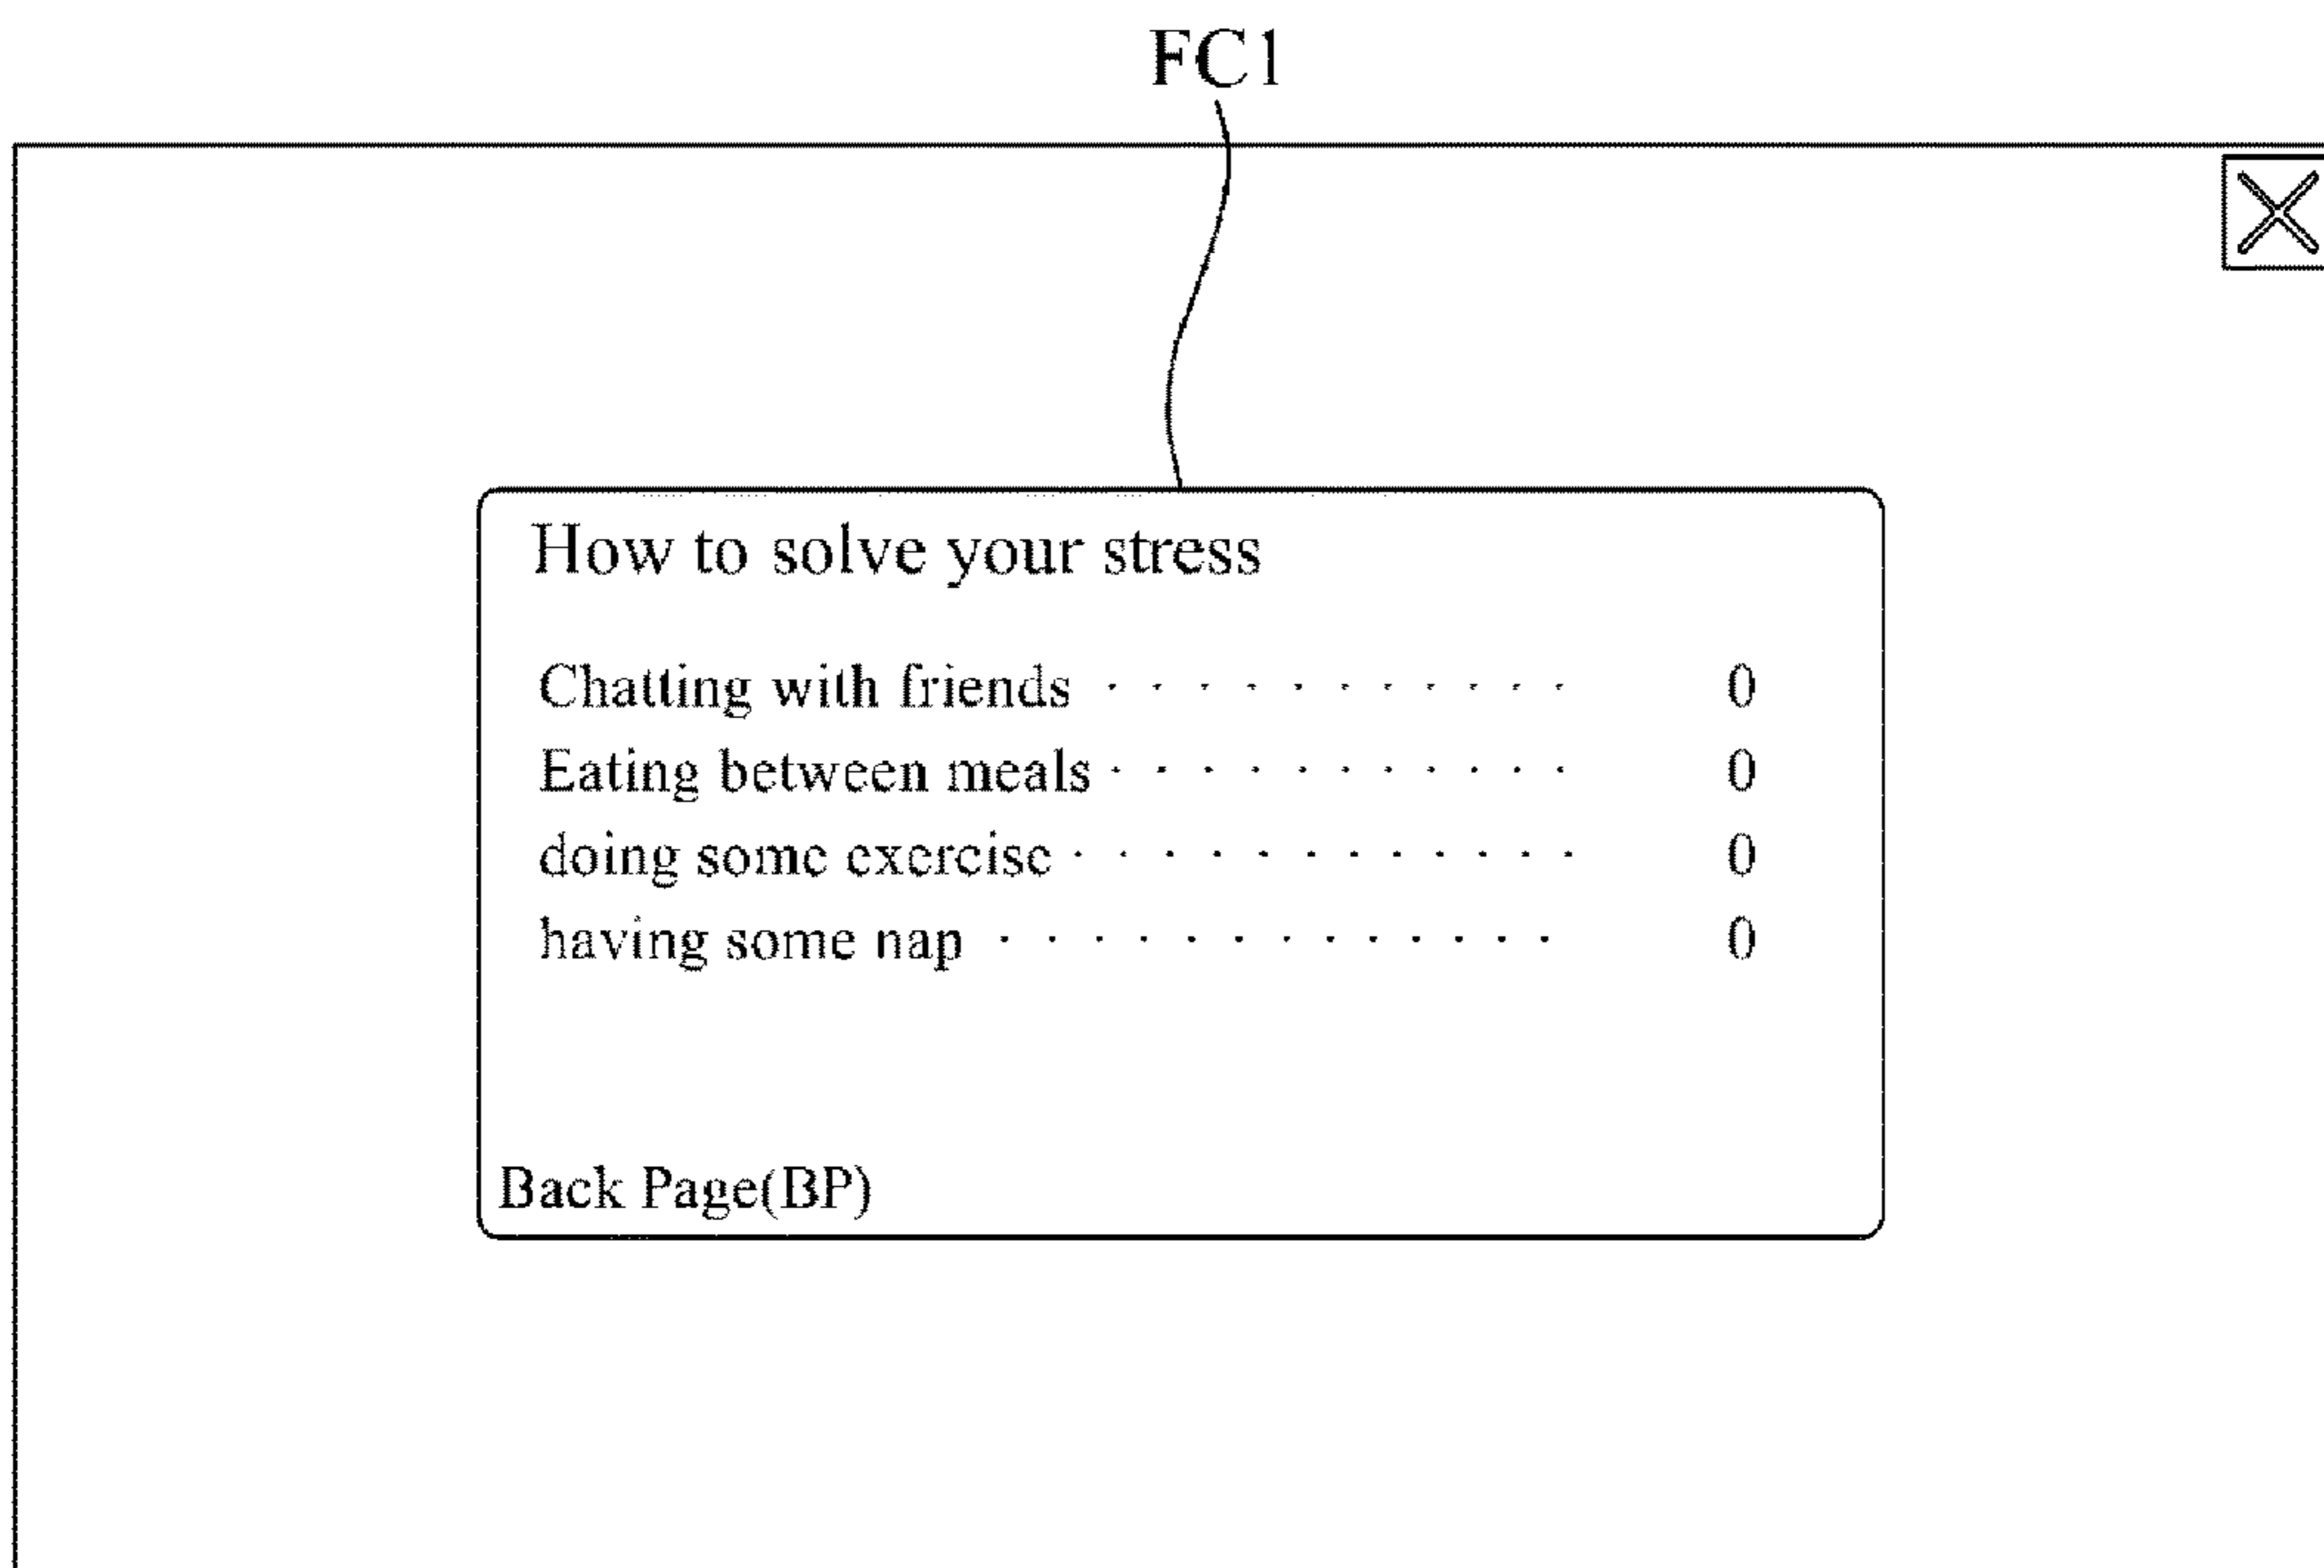 FC1
How to solve your stress
Chatting with friends · · · · · · · · · · · 0
Eating between meals · · · · · · · · · · · 0
doing some exercise · · · · · · · · · · · · 0
having some nap · · · · · · · · · · · · · 0
Back Page(BP)